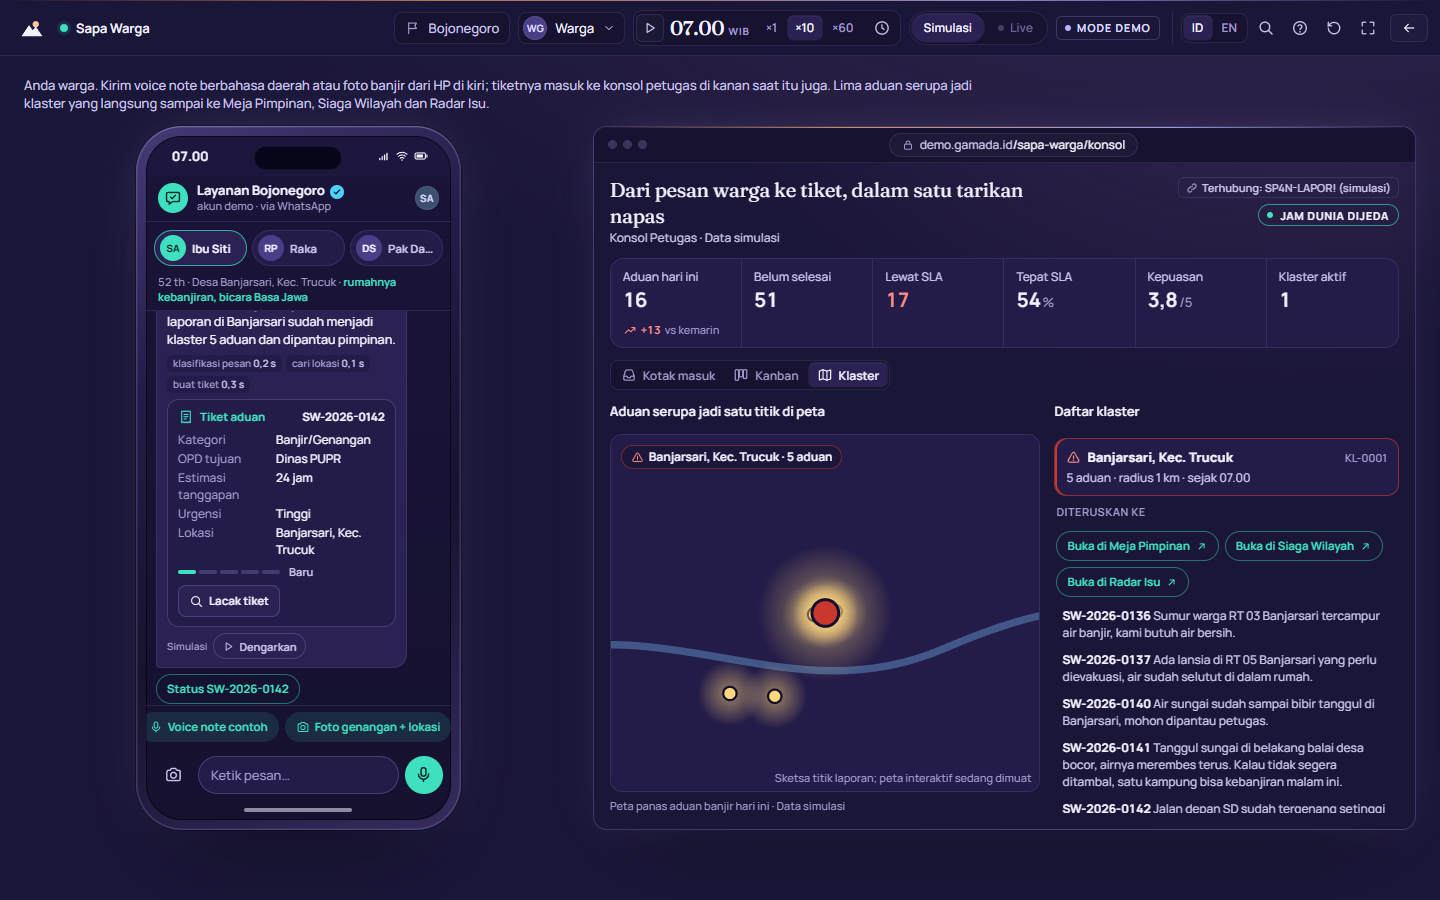 Sapa Warga
Bojonegoro
WG Warga
07.00 WIB
×1 ×10 ×60
Simulasi
Live
MODE DEMO
ID EN
Anda warga. Kirim voice note berbahasa daerah atau foto banjir dari HP di kiri; tiketnya masuk ke konsol petugas di kanan saat itu juga. Lima aduan serupa jadi
klaster yang langsung sampai ke Meja Pimpinan, Siaga Wilayah dan Radar Isu.
07.00
Layanan Bojonegoro
akun demo · via WhatsApp
SA
SA Ibu Siti
RP Raka
DS Pak Da...
52 th · Desa Banjarsari, Kec. Trucuk · rumahnya
kebanjiran, bicara Basa Jawa
laporan di Banjarsari sudah menjadi
klaster 5 aduan dan dipantau pimpinan.
klasifikasi pesan 0,2 s
cari lokasi 0,1 s
buat tiket 0,3 s
Tiket aduan SW-2026-0142
Kategori Banjir/Genangan
OPD tujuan Dinas PUPR
Estimasi 24 jam
tanggapan
Urgensi Tinggi
Lokasi Banjarsari, Kec.
Trucuk
Baru
Lacak tiket
Simulasi
Dengarkan
Status SW-2026-0142
Voice note contoh
Foto genangan + lokasi
Ketik pesan...
demo.gamada.id/sapa-warga/konsol
Dari pesan warga ke tiket, dalam satu tarikan
napas
Konsol Petugas · Data simulasi
Terhubung: SP4N-LAPOR! (simulasi)
JAM DUNIA DIJEDA
Aduan hari ini
16
+13 vs kemarin
Belum selesai
51
Lewat SLA
17
Tepat SLA
54%
Kepuasan
3,8 /5
Klaster aktif
1
Kotak masuk
Kanban
Klaster
Aduan serupa jadi satu titik di peta
Banjarsari, Kec. Trucuk · 5 aduan
Sketsa titik laporan; peta interaktif sedang dimuat
Peta panas aduan banjir hari ini · Data simulasi
Daftar klaster
Banjarsari, Kec. Trucuk KL-0001
5 aduan · radius 1 km · sejak 07.00
DITERUSKAN KE
Buka di Meja Pimpinan
Buka di Siaga Wilayah
Buka di Radar Isu
SW-2026-0136 Sumur warga RT 03 Banjarsari tercampur
air banjir, kami butuh air bersih.
SW-2026-0137 Ada lansia di RT 05 Banjarsari yang perlu
dievakuasi, air sudah selutut di dalam rumah.
SW-2026-0140 Air sungai sudah sampai bibir tanggul di
Banjarsari, mohon dipantau petugas.
SW-2026-0141 Tanggul sungai di belakang balai desa
bocor, airnya merembes terus. Kalau tidak segera
ditambal, satu kampung bisa kebanjiran malam ini.
SW-2026-0142 Jalan depan SD sudah tergenang setinggi